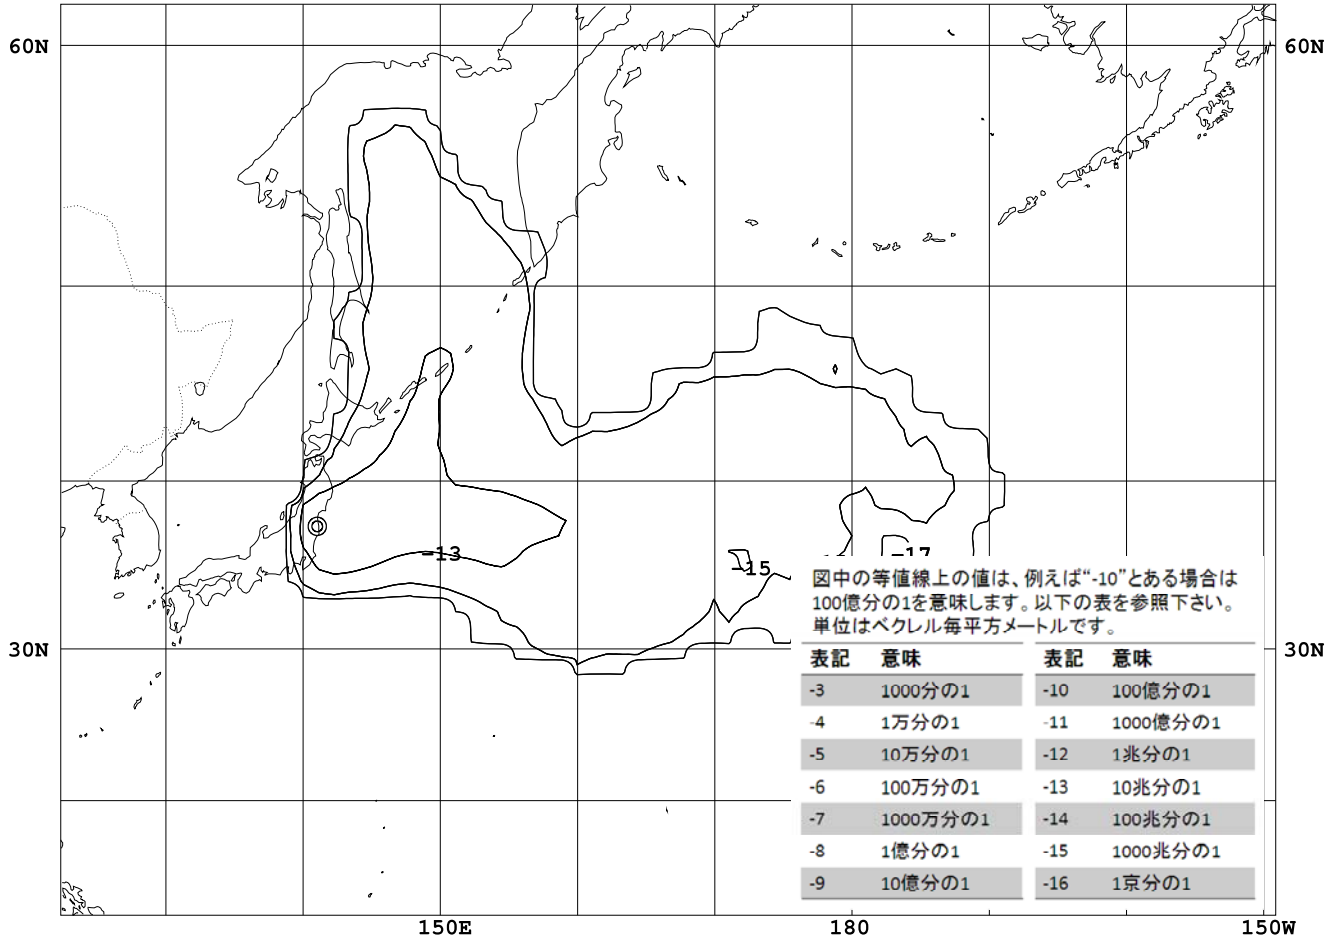 60N 60N
-13
-17
-15
図中の等値線上の値は、例えば“-10”とある場合は
100億分の1を意味します。以下の表を参照下さい。
単位はベクレル毎平方メートルです。
30N 30N
表記 意味 表記 意味
-3 1000分の1 -10 100億分の1
-4 1万分の1 -11 1000億分の1
-5 10万分の1 -12 1兆分の1
-6 100万分の1 -13 10兆分の1
-7 1000万分の1 -14 100兆分の1
-8 1億分の1 -15 1000兆分の1
-9 10億分の1 -16 1京分の1
150E 180 150W